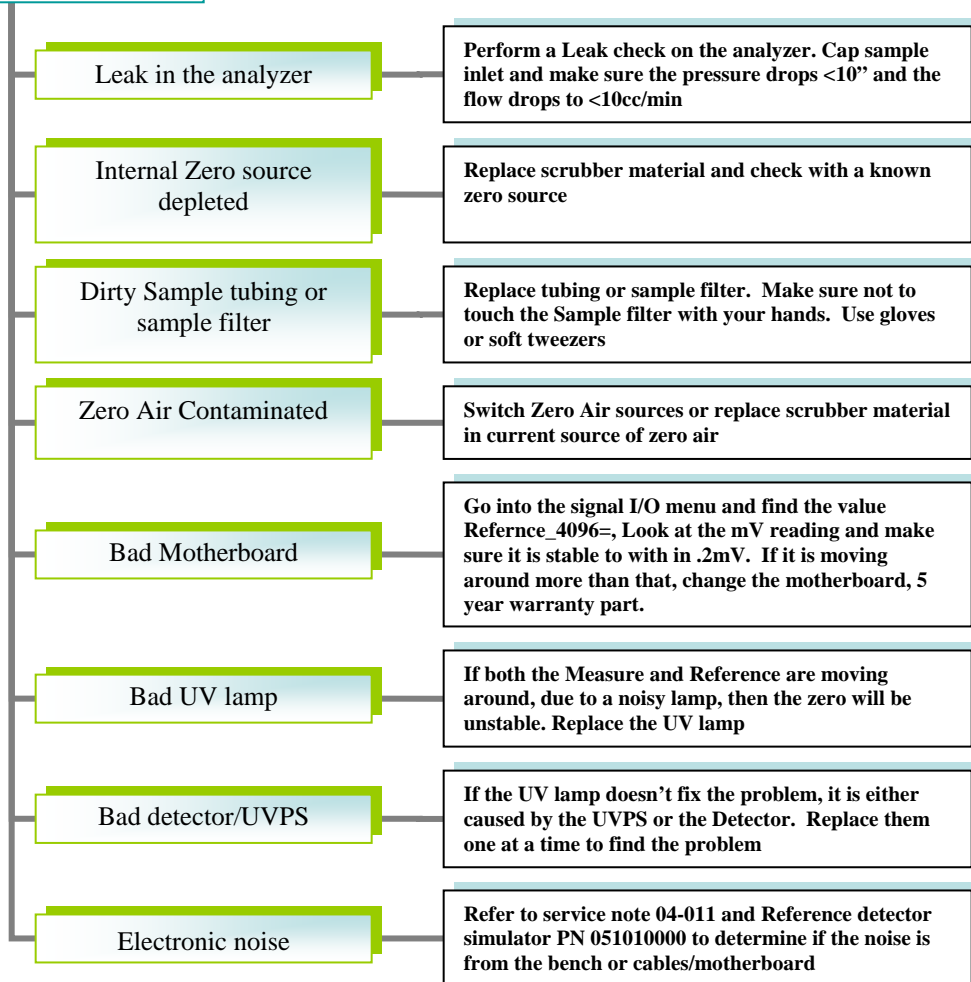 Leak in the analyzer
Perform a Leak check on the analyzer. Cap sample
inlet and make sure the pressure drops <10” and the
flow drops to <10cc/min
Internal Zero source
depleted
Replace scrubber material and check with a known
zero source
Dirty Sample tubing or
sample filter
Replace tubing or sample filter.  Make sure not to
touch the Sample filter with your hands.  Use gloves
or soft tweezers
Zero Air Contaminated
Switch Zero Air sources or replace scrubber material
in current source of zero air
Bad Motherboard
Go into the signal I/O menu and find the value
Refernce_4096=, Look at the mV reading and make
sure it is stable to with in .2mV.  If it is moving
around more than that, change the motherboard, 5
year warranty part.
Bad UV lamp
If both the Measure and Reference are moving
around, due to a noisy lamp, then the zero will be
unstable. Replace the UV lamp
Bad detector/UVPS
If the UV lamp doesn’t fix the problem, it is either
caused by the UVPS or the Detector.  Replace them
one at a time to find the problem
Electronic noise
Refer to service note 04-011 and Reference detector
simulator PN 051010000 to determine if the noise is
from the bench or cables/motherboard